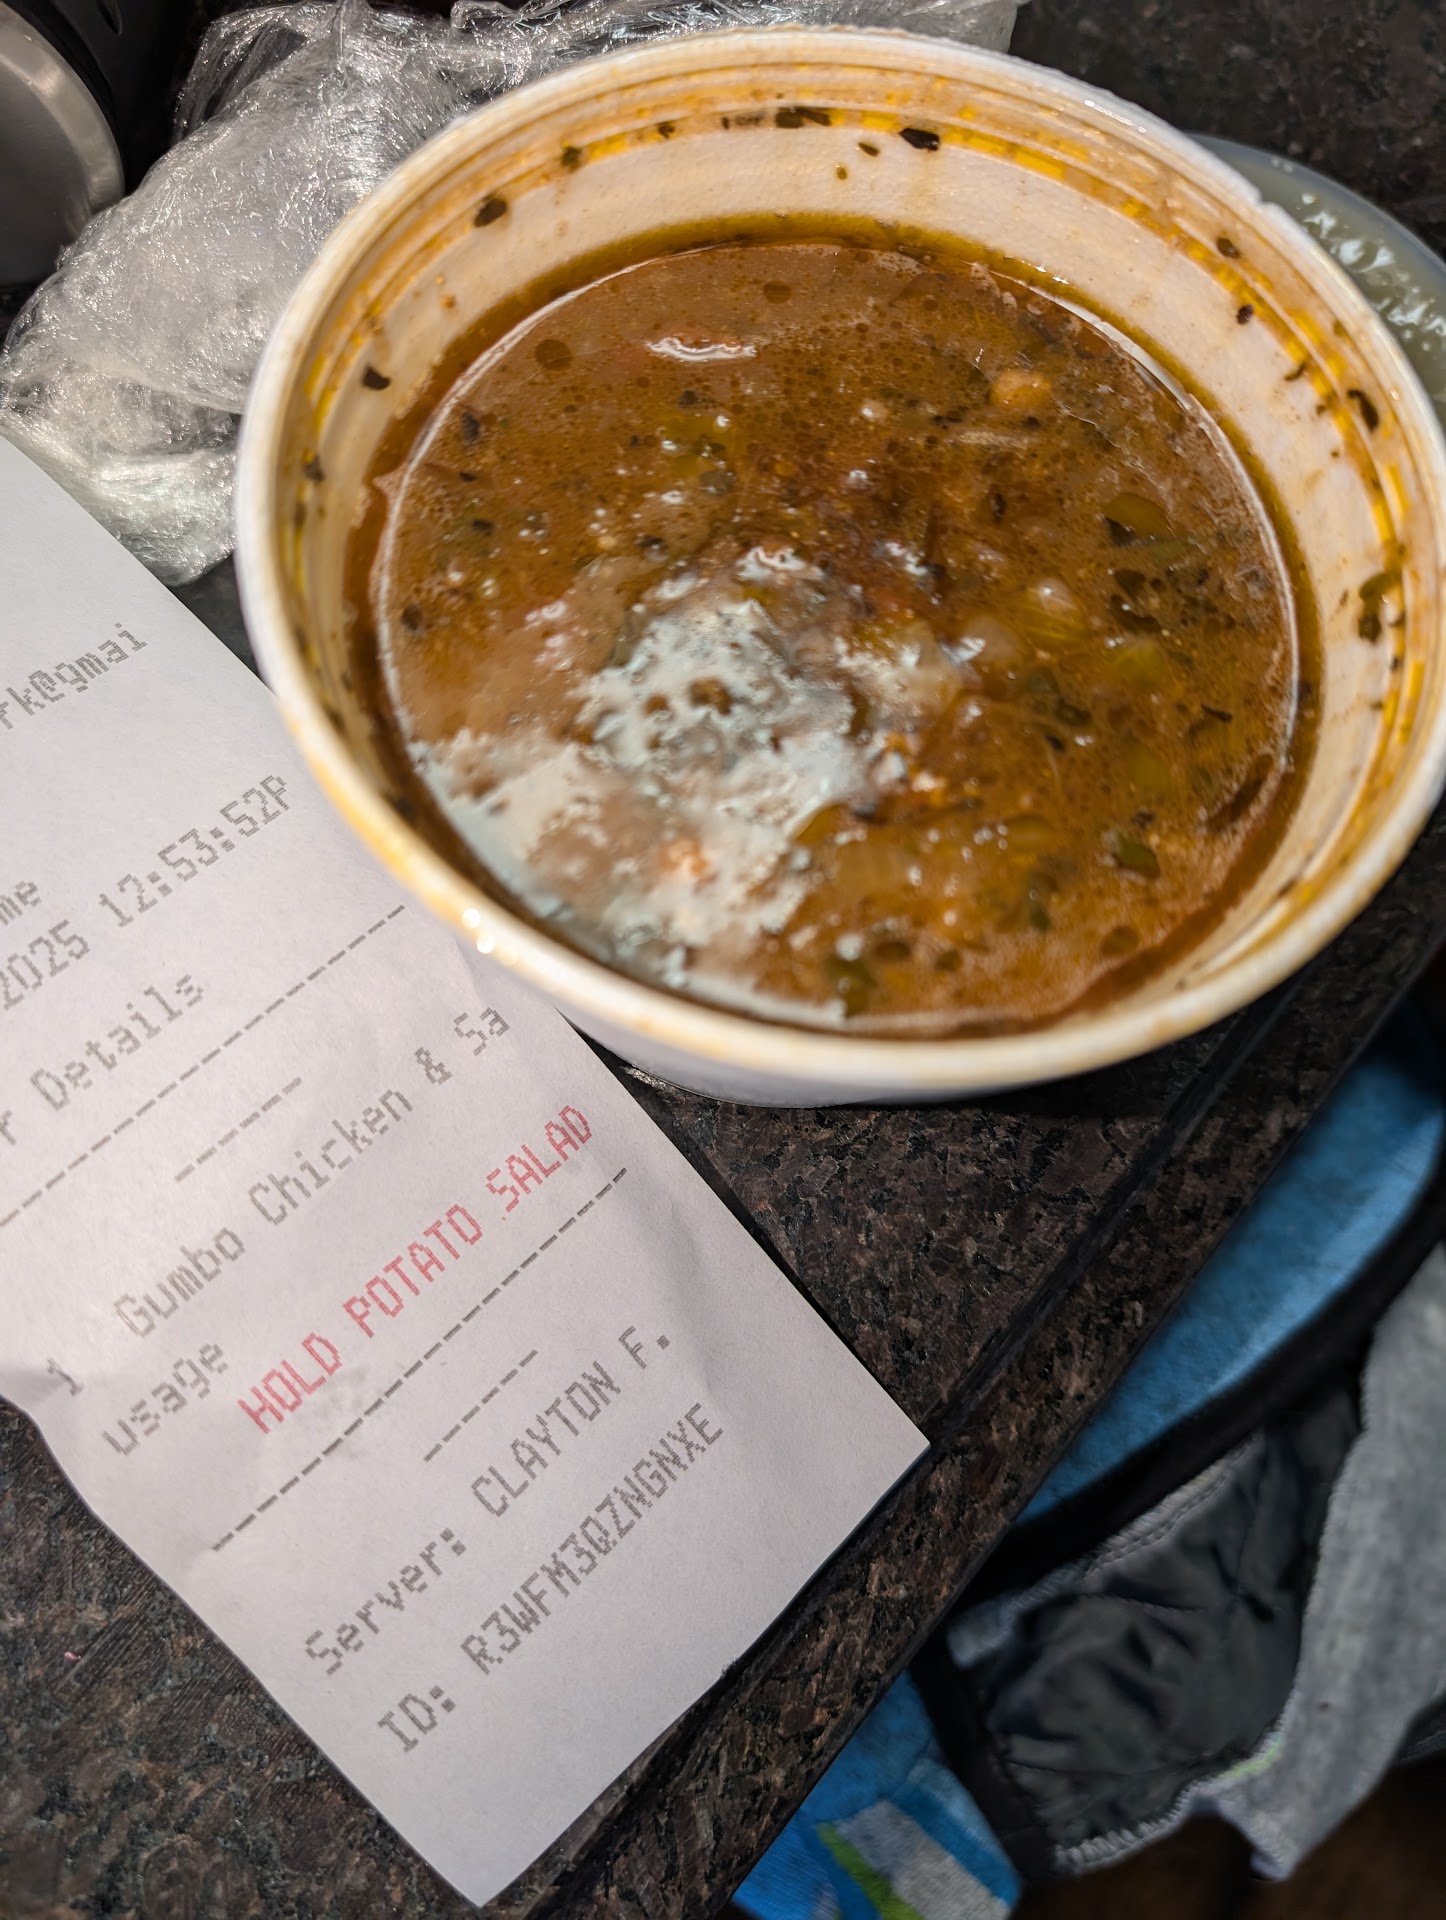 rk@gmai
me
2025 12:53:52P
r Details
1 Gumbo Chicken & Sa
usage
HOLD POTATO SALAD
Server: CLAYTON F.
ID: R3WFM3QZNGNXE